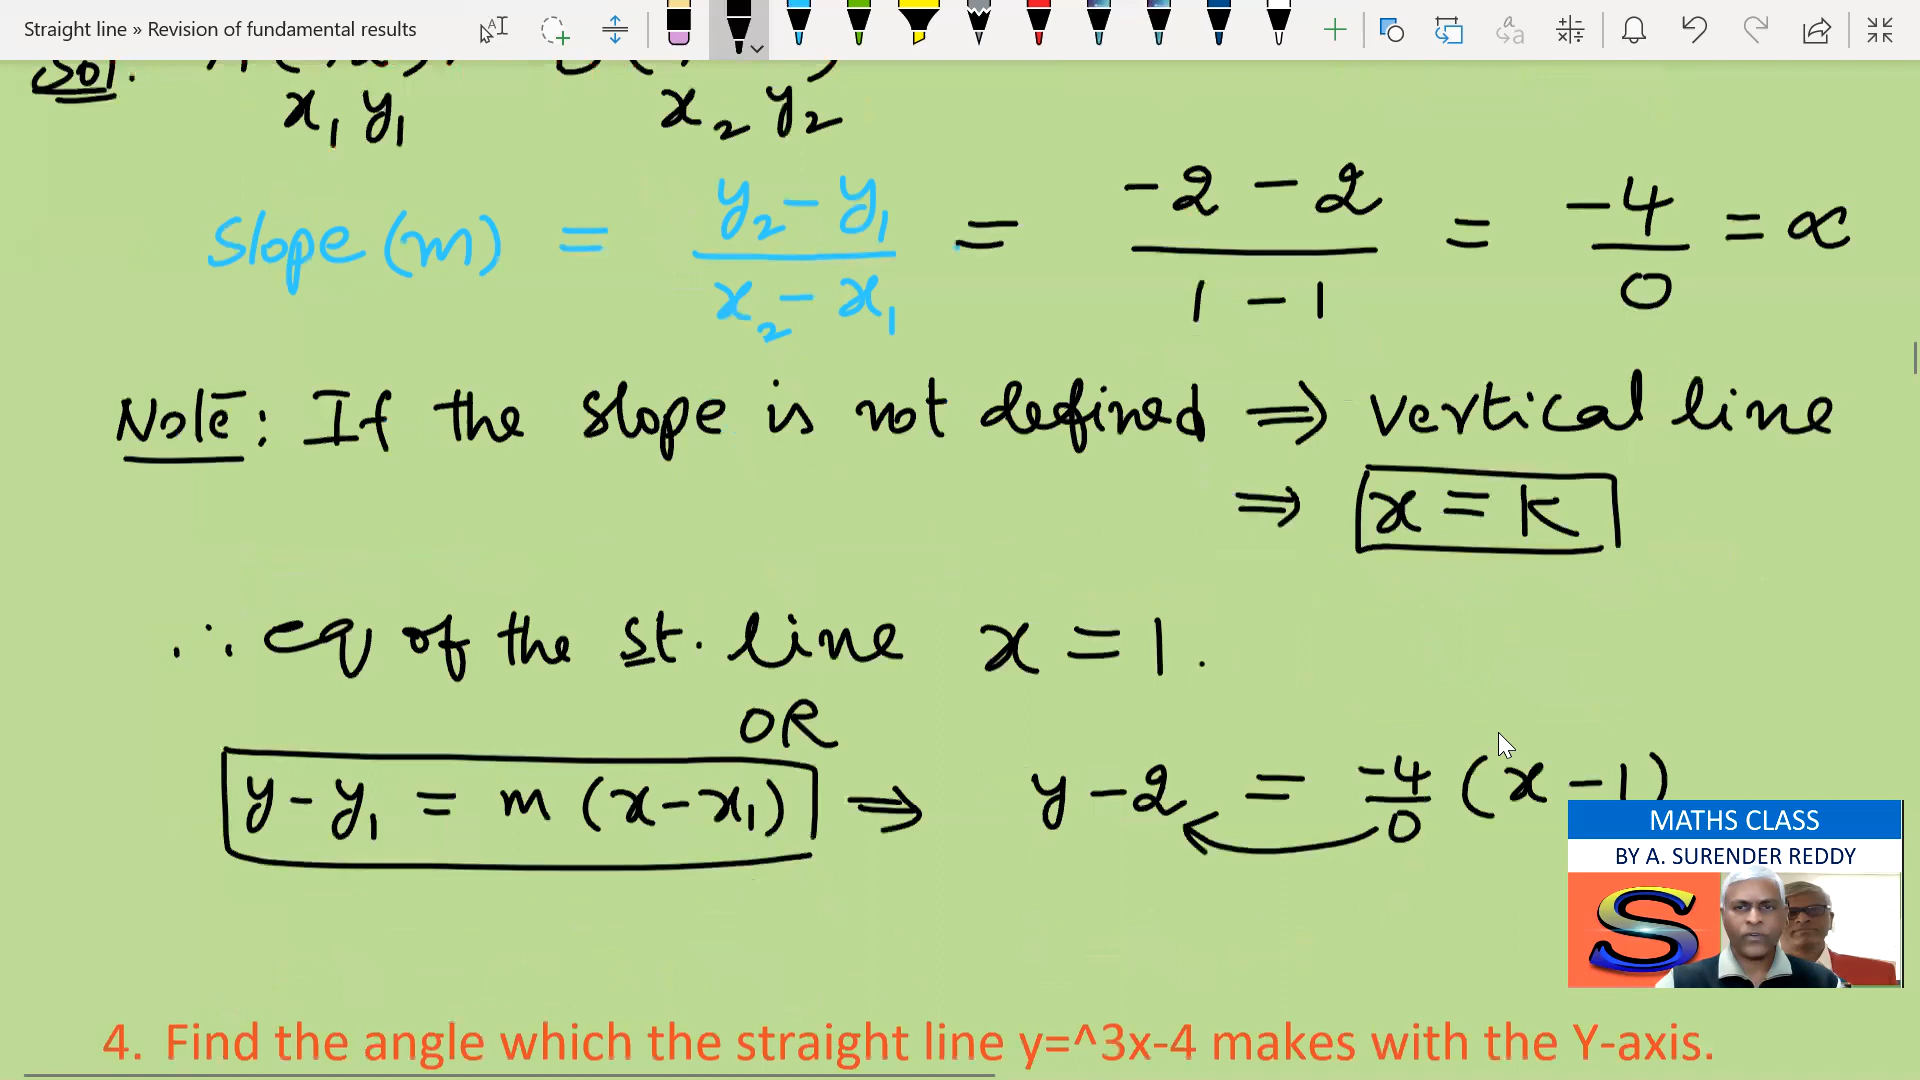 Straight line » Revision of fundamental results
Sol:
x₁ y₁ x₂ y₂
Slope (m) = (y₂ - y₁)/(x₂ - x₁) = (-2 - 2)/(1 - 1) = -4/0 = ∝
Note: If the slope is not defined ⇒ vertical line
⇒ x = k
∴ eq of the st. line x = 1.
OR
y - y₁ = m (x - x₁) ⇒ y - 2 = -4/0 (x - 1)
MATHS CLASS
BY A. SURENDER REDDY
S
4. Find the angle which the straight line y=^3x-4 makes with the Y-axis.